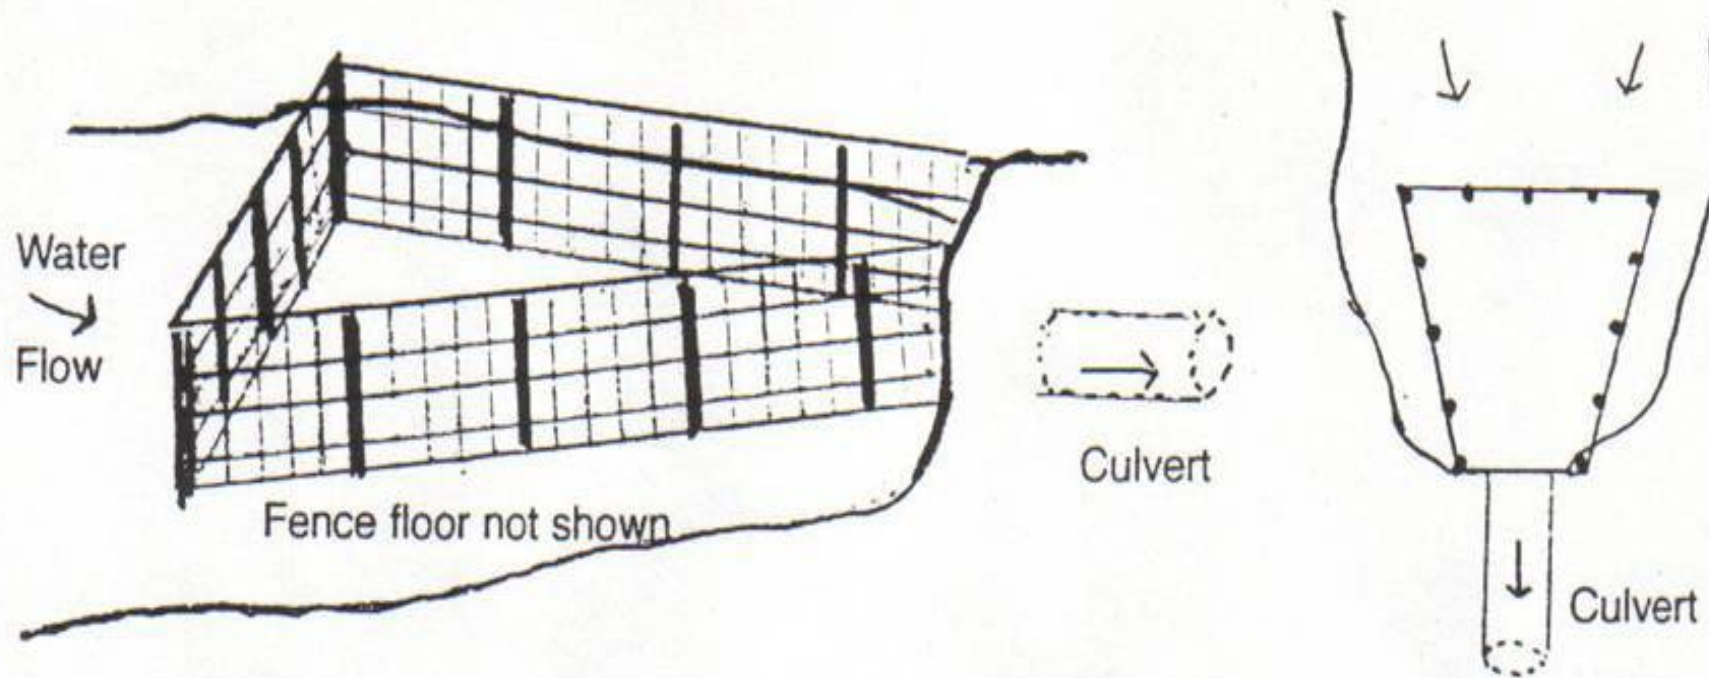 Water
Flow
Fence floor not shown
Culvert
Culvert